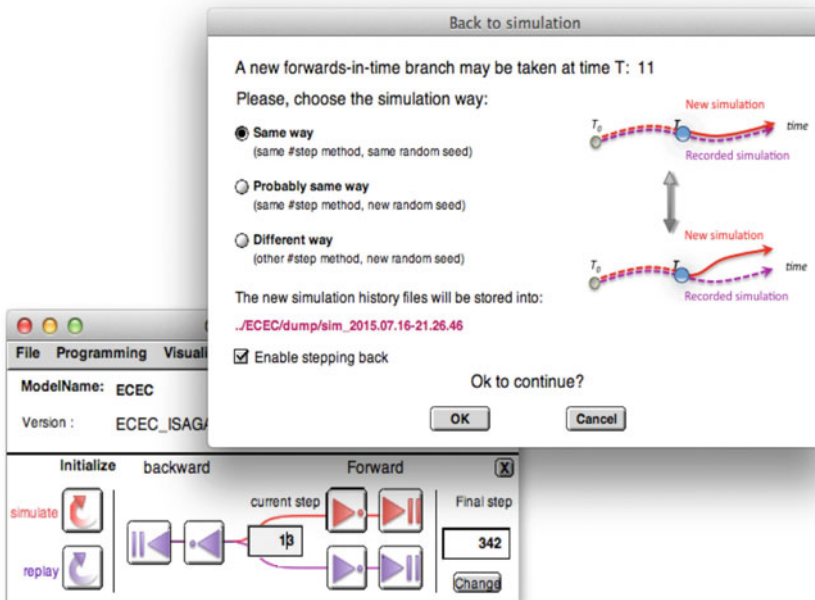 Back to simulation
A new forwards-in-time branch may be taken at time T: 11
Please, choose the simulation way:
Same way
(same #step method, same random seed)
Probably same way
(same #step method, new random seed)
Different way
(other #step method, new random seed)
New simulation
T0 T time
Recorded simulation
New simulation
T0 T time
Recorded simulation
The new simulation history files will be stored into:
../ECEC/dump/sim_2015.07.16-21.26.46
Enable stepping back
Ok to continue?
OK Cancel
File Programming Visuali
ModelName: ECEC
Version : ECEC_ISAGA
Initialize backward Forward X
simulate current step Final step
13 342
replay Change